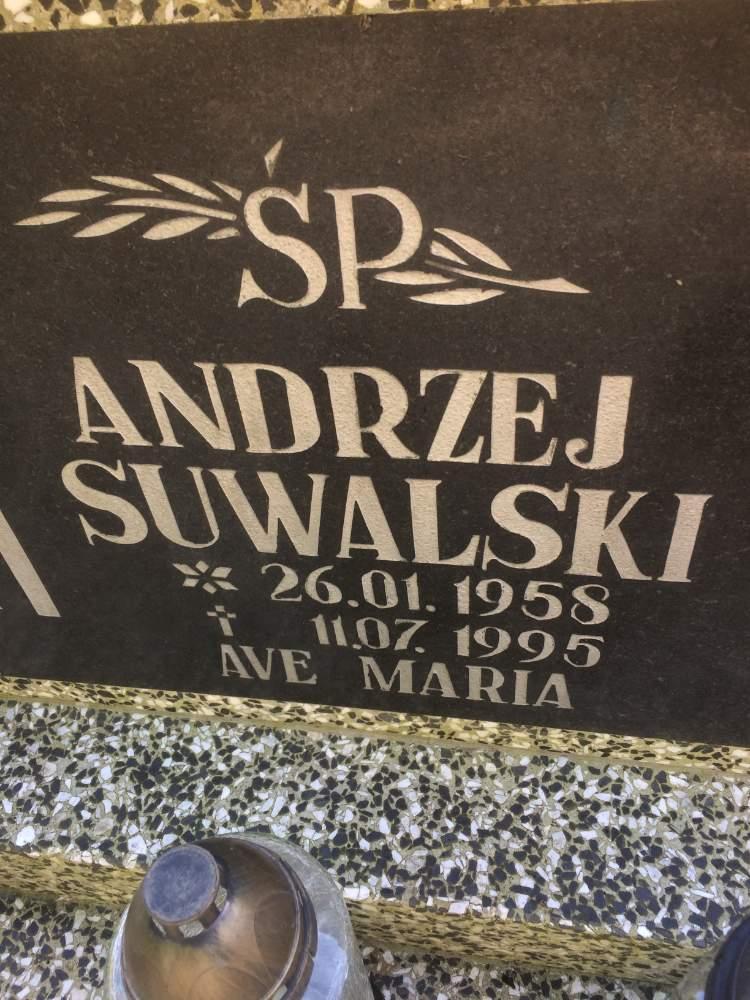 ŚP
ANDRZEJ
SUWALSKI
* 26.01.1958
† 11.07.1995
AVE MARIA